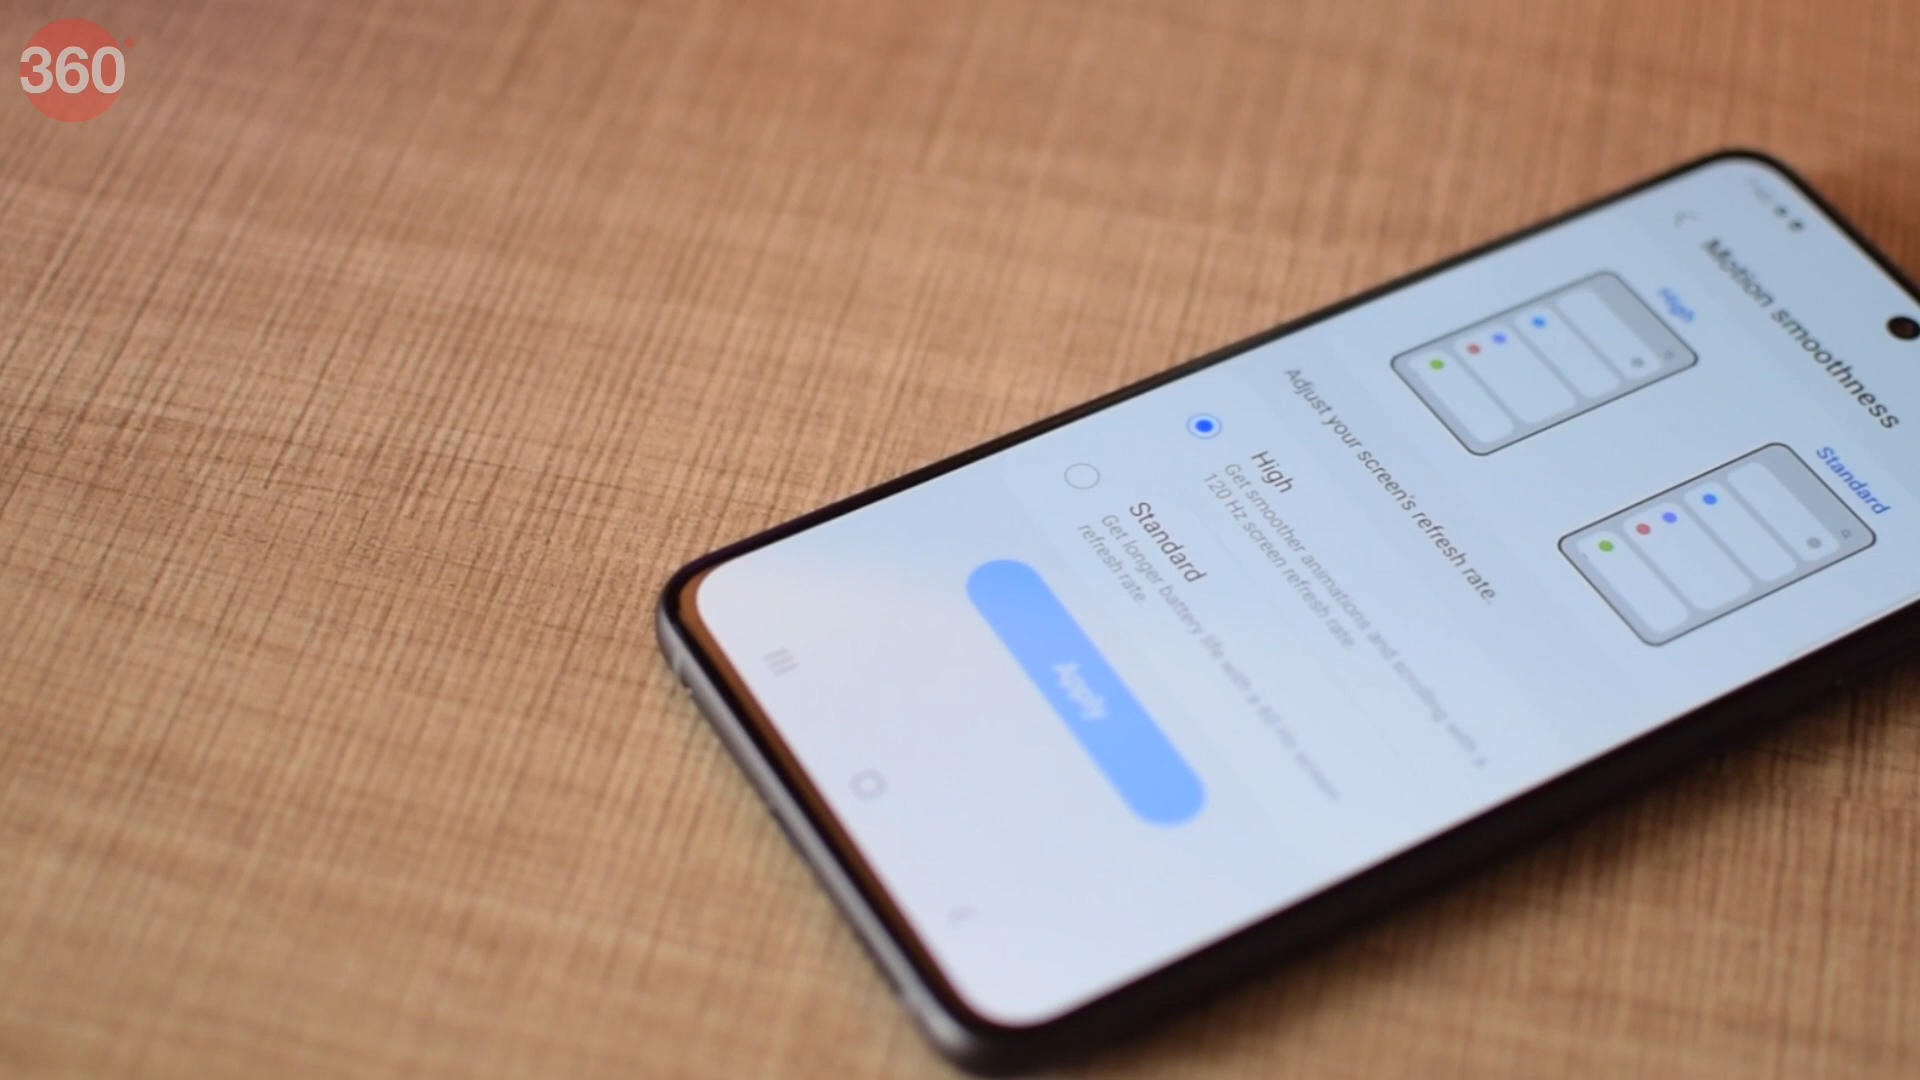 360
Motion smoothness
High
Standard
Adjust your screen's refresh rate.
High
Get smoother animations and scrolling with a
120 Hz screen refresh rate.
Standard
Get longer battery life with a 60 Hz screen
refresh rate.
Apply